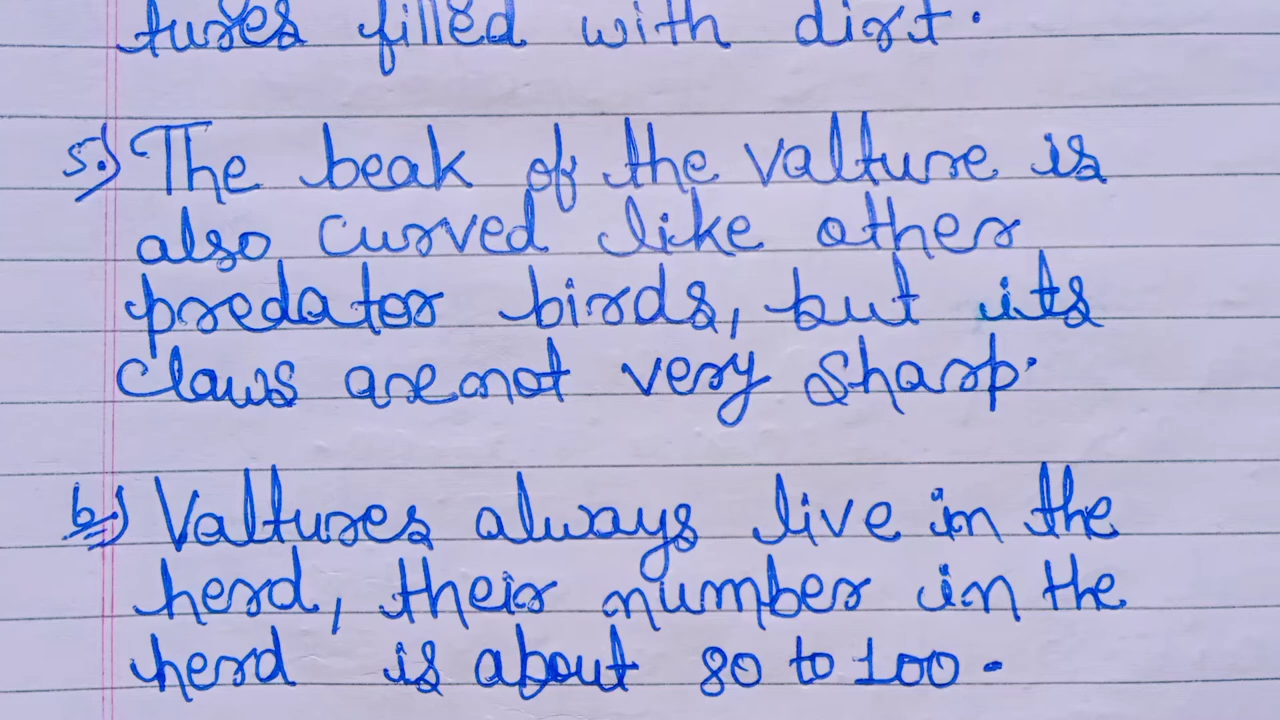 tures filled with dirt.
5.) The beak of the valture is
also curved like other
predator birds, but its
claws are not very sharp.
6.) Valtures always live in the
herd, their number in the
herd is about 80 to 100.